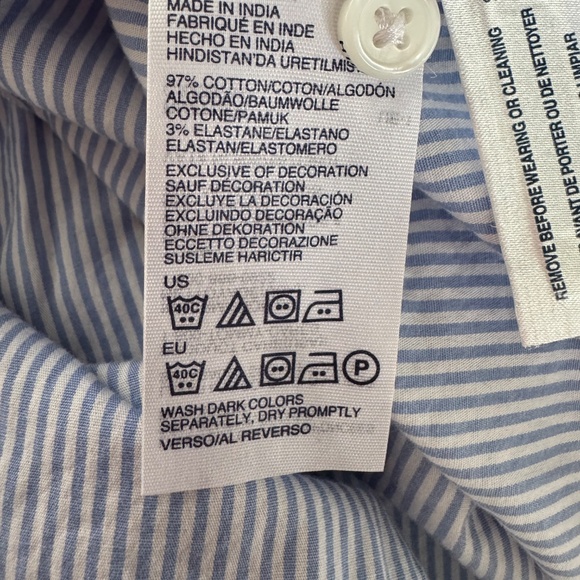 MADE IN INDIA
FABRIQUÉ EN INDE
HECHO EN INDIA
HINDISTAN'DA URETILMIS
97% COTTON/COTON/ALGODÓN
ALGODÃO/BAUMWOLLE
COTONE/PAMUK
3% ELASTANE/ELASTANO
ELASTAN/ELASTOMERO
EXCLUSIVE OF DECORATION
SAUF DECORATION
EXCLUYE LA DECORACIÓN
EXCLUINDO DECORAÇÃO
OHNE DEKORATION
ECCETTO DECORAZIONE
SUSLEME HARICTIR
US
40C
EU
40C P
WASH DARK COLORS
SEPARATELY, DRY PROMPTLY
VERSO/AL REVERSO
REMOVE BEFORE WEARING OR CLEANING
AVANT DE PORTER OU DE NETTOYER
LIMPIAR